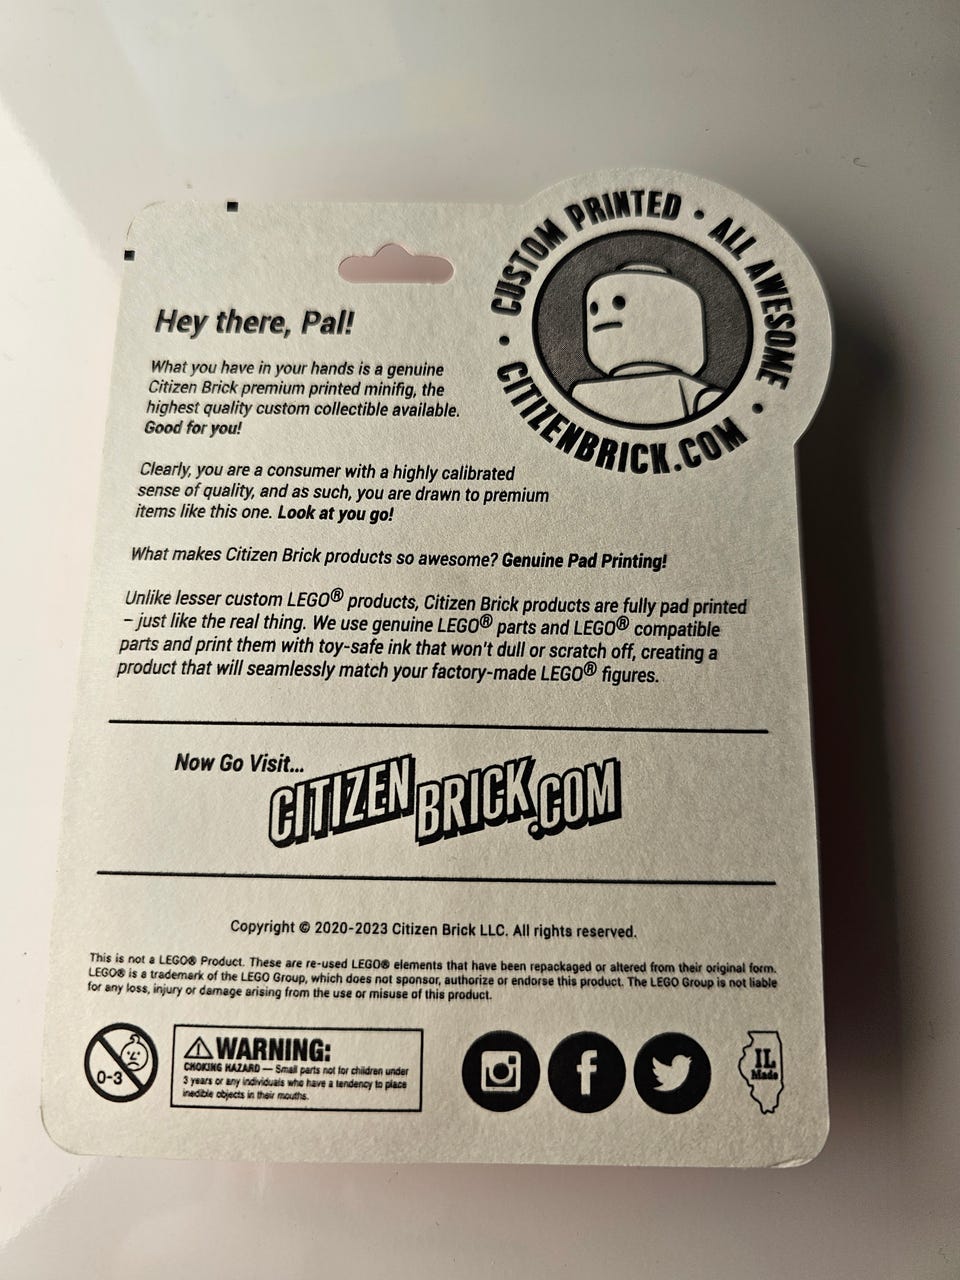 CUSTOM PRINTED • ALL AWESOME •
CITIZENBRICK.COM •
Hey there, Pal!
What you have in your hands is a genuine
Citizen Brick premium printed minifig, the
highest quality custom collectible available.
Good for you!
Clearly, you are a consumer with a highly calibrated
sense of quality, and as such, you are drawn to premium
items like this one. Look at you go!
What makes Citizen Brick products so awesome? Genuine Pad Printing!
Unlike lesser custom LEGO® products, Citizen Brick products are fully pad printed
– just like the real thing. We use genuine LEGO® parts and LEGO® compatible
parts and print them with toy-safe ink that won't dull or scratch off, creating a
product that will seamlessly match your factory-made LEGO® figures.
Now Go Visit...
CITIZENBRICK.COM
Copyright © 2020-2023 Citizen Brick LLC. All rights reserved.
This is not a LEGO® Product. These are re-used LEGO® elements that have been repackaged or altered from their original form.
LEGO® is a trademark of the LEGO Group, which does not sponsor, authorize or endorse this product. The LEGO Group is not liable
for any loss, injury or damage arising from the use or misuse of this product.
0-3
WARNING:
CHOKING HAZARD — Small parts not for children under
3 years or any individuals who have a tendency to place
inedible objects in their mouths.
IL
Made